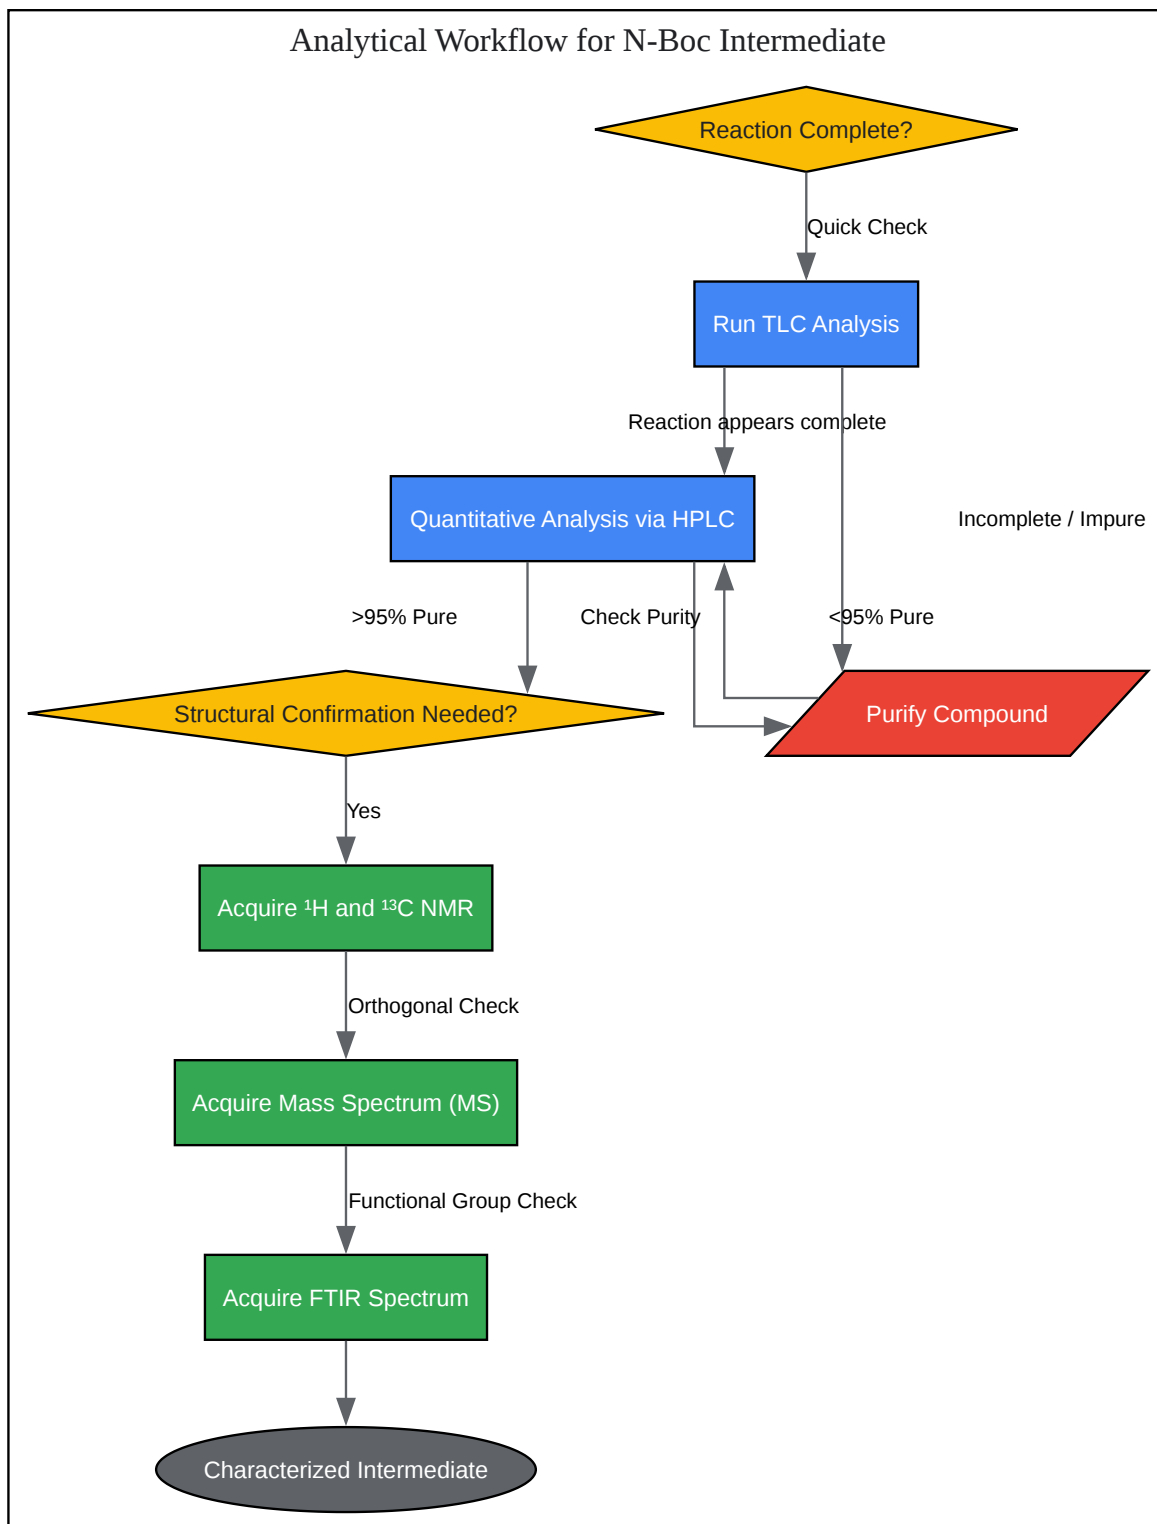 Analytical Workflow for N-Boc Intermediate
Reaction Complete?
Quick Check
Run TLC Analysis
Reaction appears complete
Quantitative Analysis via HPLC
Incomplete / Impure
>95% Pure
Check Purity
<95% Pure
Structural Confirmation Needed?
Purify Compound
Yes
Acquire ¹H and ¹³C NMR
Orthogonal Check
Acquire Mass Spectrum (MS)
Functional Group Check
Acquire FTIR Spectrum
Characterized Intermediate